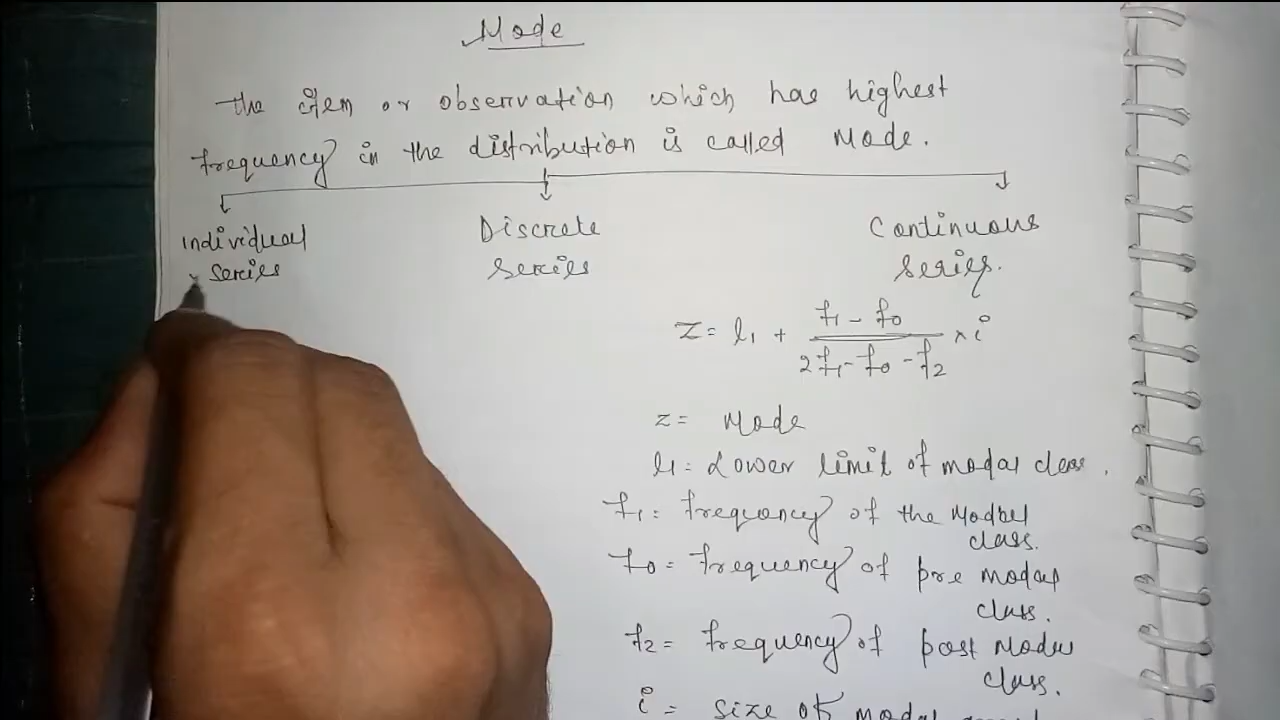 Mode
The item or observation which has highest
frequency in the distribution is called Mode.
Individual
series
Discrete
series
Continuous
series.
Z = l₁ + (f₁ - f₀) / (2f₁ - f₀ - f₂) × i
Z = Mode
l₁ = Lower limit of modal class.
f₁ = frequency of the Modal
class.
f₀ = frequency of pre modal
class.
f₂ = frequency of post Modal
class.
i = size of modal